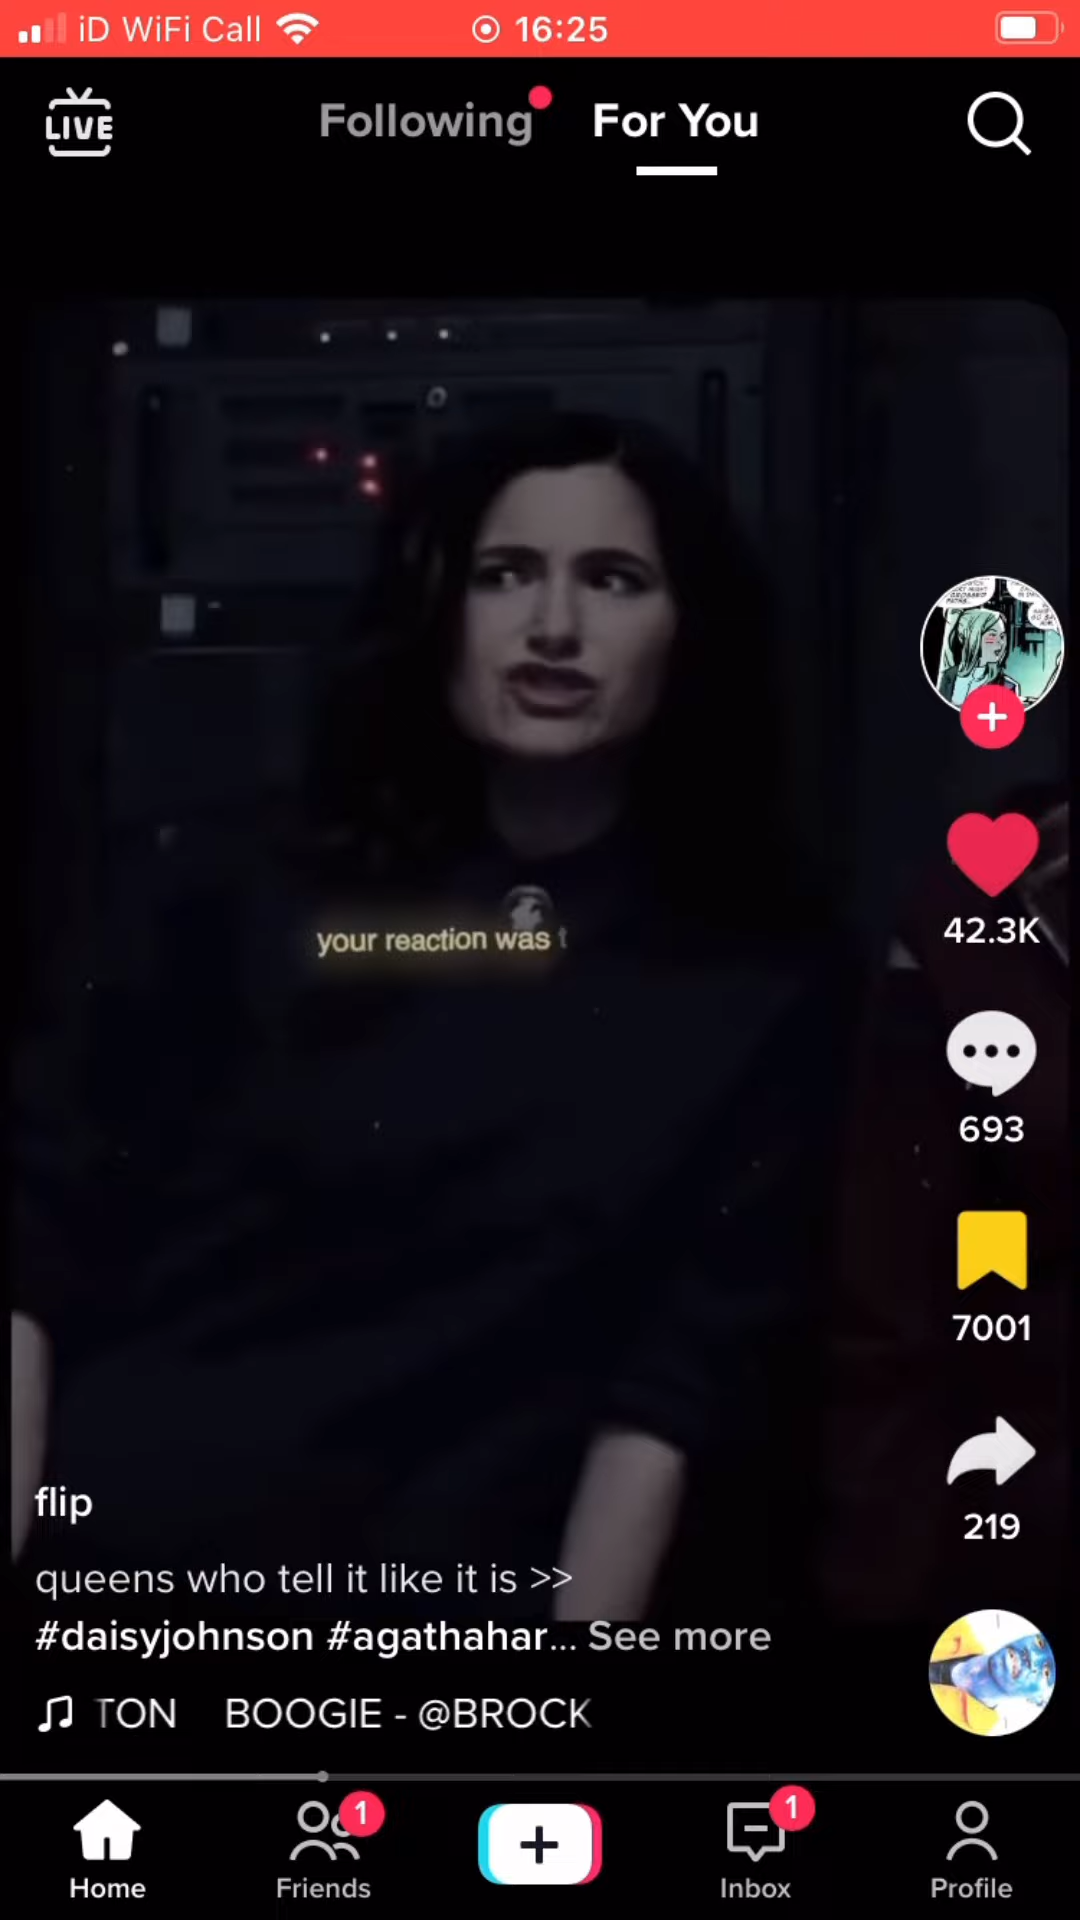 iD WiFi Call 16:25
LIVE Following For You
your reaction was t
42.3K
693
7001
219
flip
queens who tell it like it is >>
#daisyjohnson #agathahar... See more
TON BOOGIE - @BROCK
1 1
Home Friends Inbox Profile